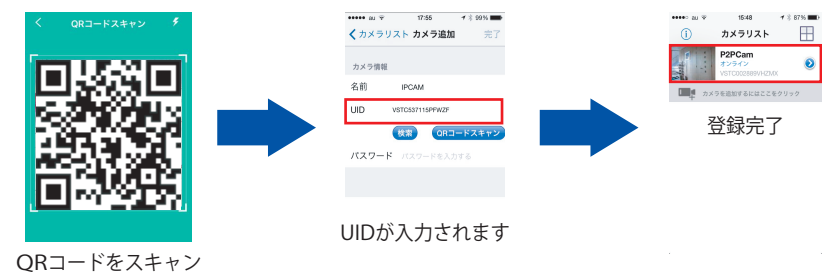 QRコードスキャン
QRコードをスキャン
au 17:55 99%
カメラリスト カメラ追加 完了
カメラ情報
名前 IPCAM
UID VSTC537115PFWZF
検索 QRコードスキャン
パスワード パスワードを入力する
UIDが入力されます
au 15:48 87%
カメラリスト
P2PCam
オンライン
VSTC002889VHZMX
カメラを追加するにはここをクリック
登録完了